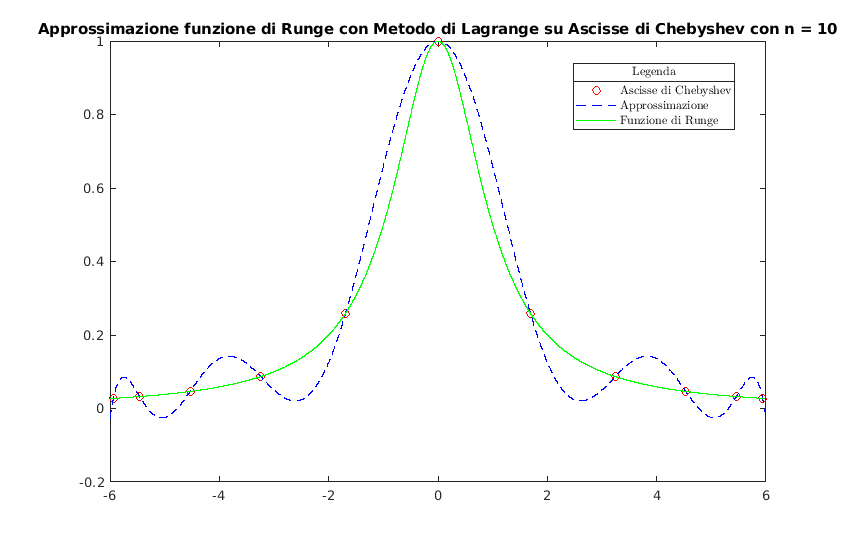 Approssimazione funzione di Runge con Metodo di Lagrange su Ascisse di Chebyshev con n = 10
1
0.8
0.6
0.4
0.2
0
-0.2
-6
-4
-2
0
2
4
6
Legenda
Ascisse di Chebyshev
Approssimazione
Funzione di Runge